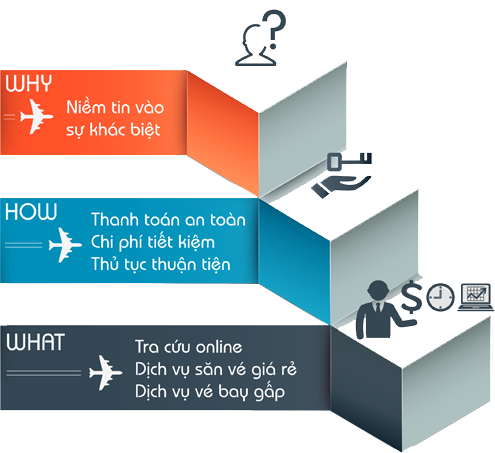 WHY
Niềm tin vào
sự khác biệt
HOW
Thanh toán an toàn
Chi phí tiết kiệm
Thủ tục thuận tiện
WHAT
Tra cứu online
Dịch vụ săn vé giá rẻ
Dịch vụ vé bay gấp